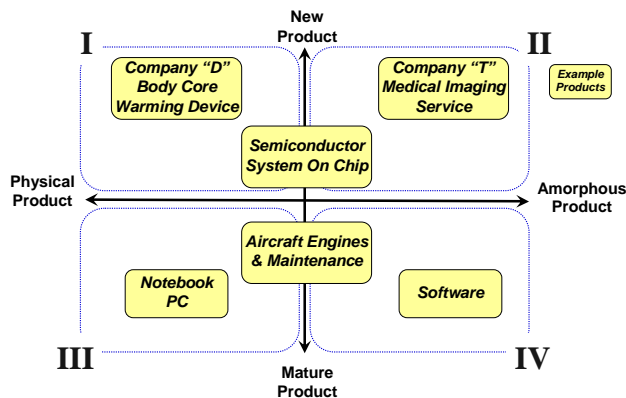 New
Product
I
II
Company “D”
Body Core
Warming Device
Company “T”
Medical Imaging
Service
Example
Products
Semiconductor
System On Chip
Physical
Product
Amorphous
Product
Aircraft Engines
& Maintenance
Notebook
PC
Software
III
IV
Mature
Product